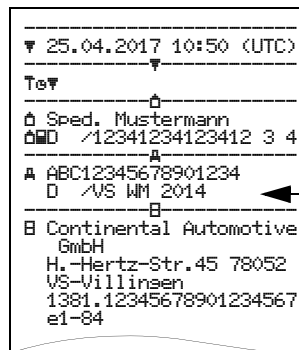 ▼ 25.04.2017 10:50 (UTC)
▼
T⊙▼
Sped. Mustermann
D /12341234123412 3 4
ABC12345678901234
D /VS WM 2014
Continental Automotive
GmbH
H.-Hertz-Str.45 78052
VS-Villingen
1381.12345678901234567
e1-84